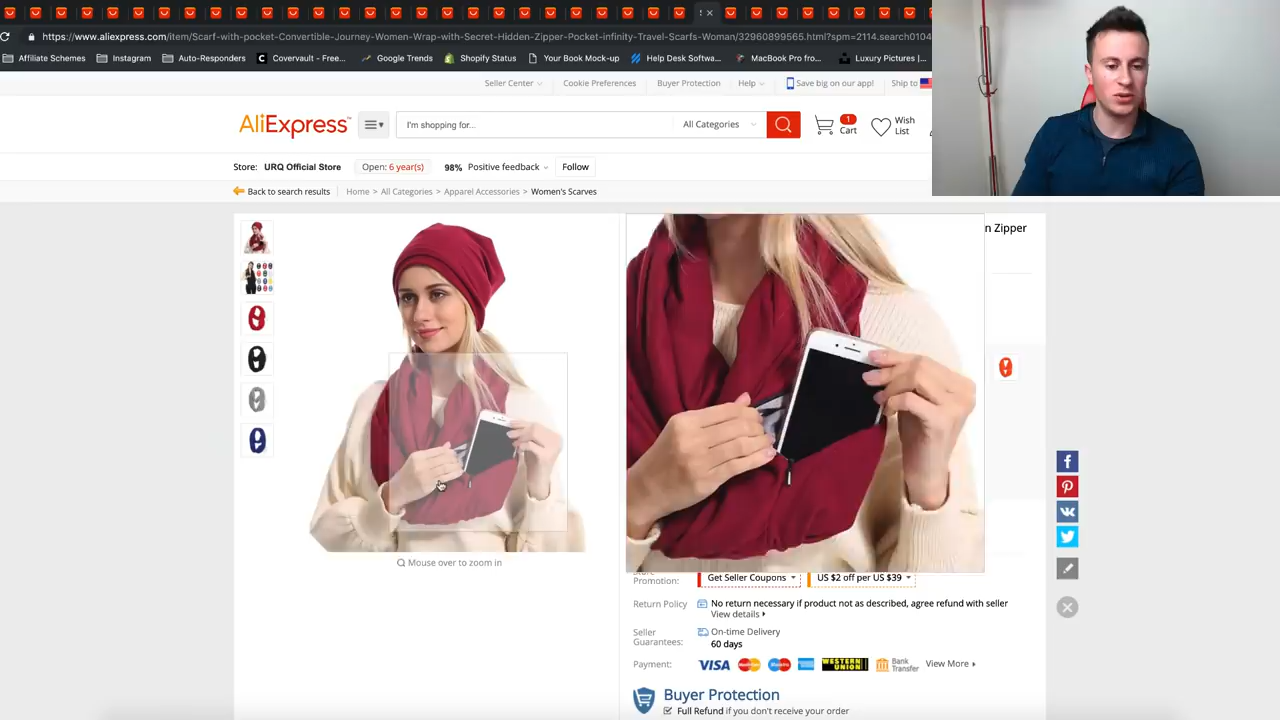 https://www.aliexpress.com/item/Scarf-with-pocket-Convertible-Journey-Women-Wrap-with-Secret-Hidden-Zipper-Pocket-infinity-Travel-Scarfs-Woman/32960899565.html?spm=2114.search0104
Affiliate Schemes Instagram Auto-Responders Covervault - Free... Google Trends Shopify Status Your Book Mock-up Help Desk Softwa... MacBook Pro fro... Luxury Pictures |...
Seller Center Cookie Preferences Buyer Protection Help Save big on our app! Ship to
AliExpress™ I'm shopping for... All Categories 1 Cart Wish List
Store: URQ Official Store Open: 6 year(s) 98% Positive feedback Follow
Back to search results Home > All Categories > Apparel Accessories > Women's Scarves
n Zipper
Mouse over to zoom in
Promotion: Get Seller Coupons US $2 off per US $39
Return Policy No return necessary if product not as described, agree refund with seller
View details
Seller Guarantees: On-time Delivery
60 days
Payment: VISA MasterCard Maestro WESTERN UNION Bank Transfer View More
Buyer Protection
Full Refund if you don't receive your order